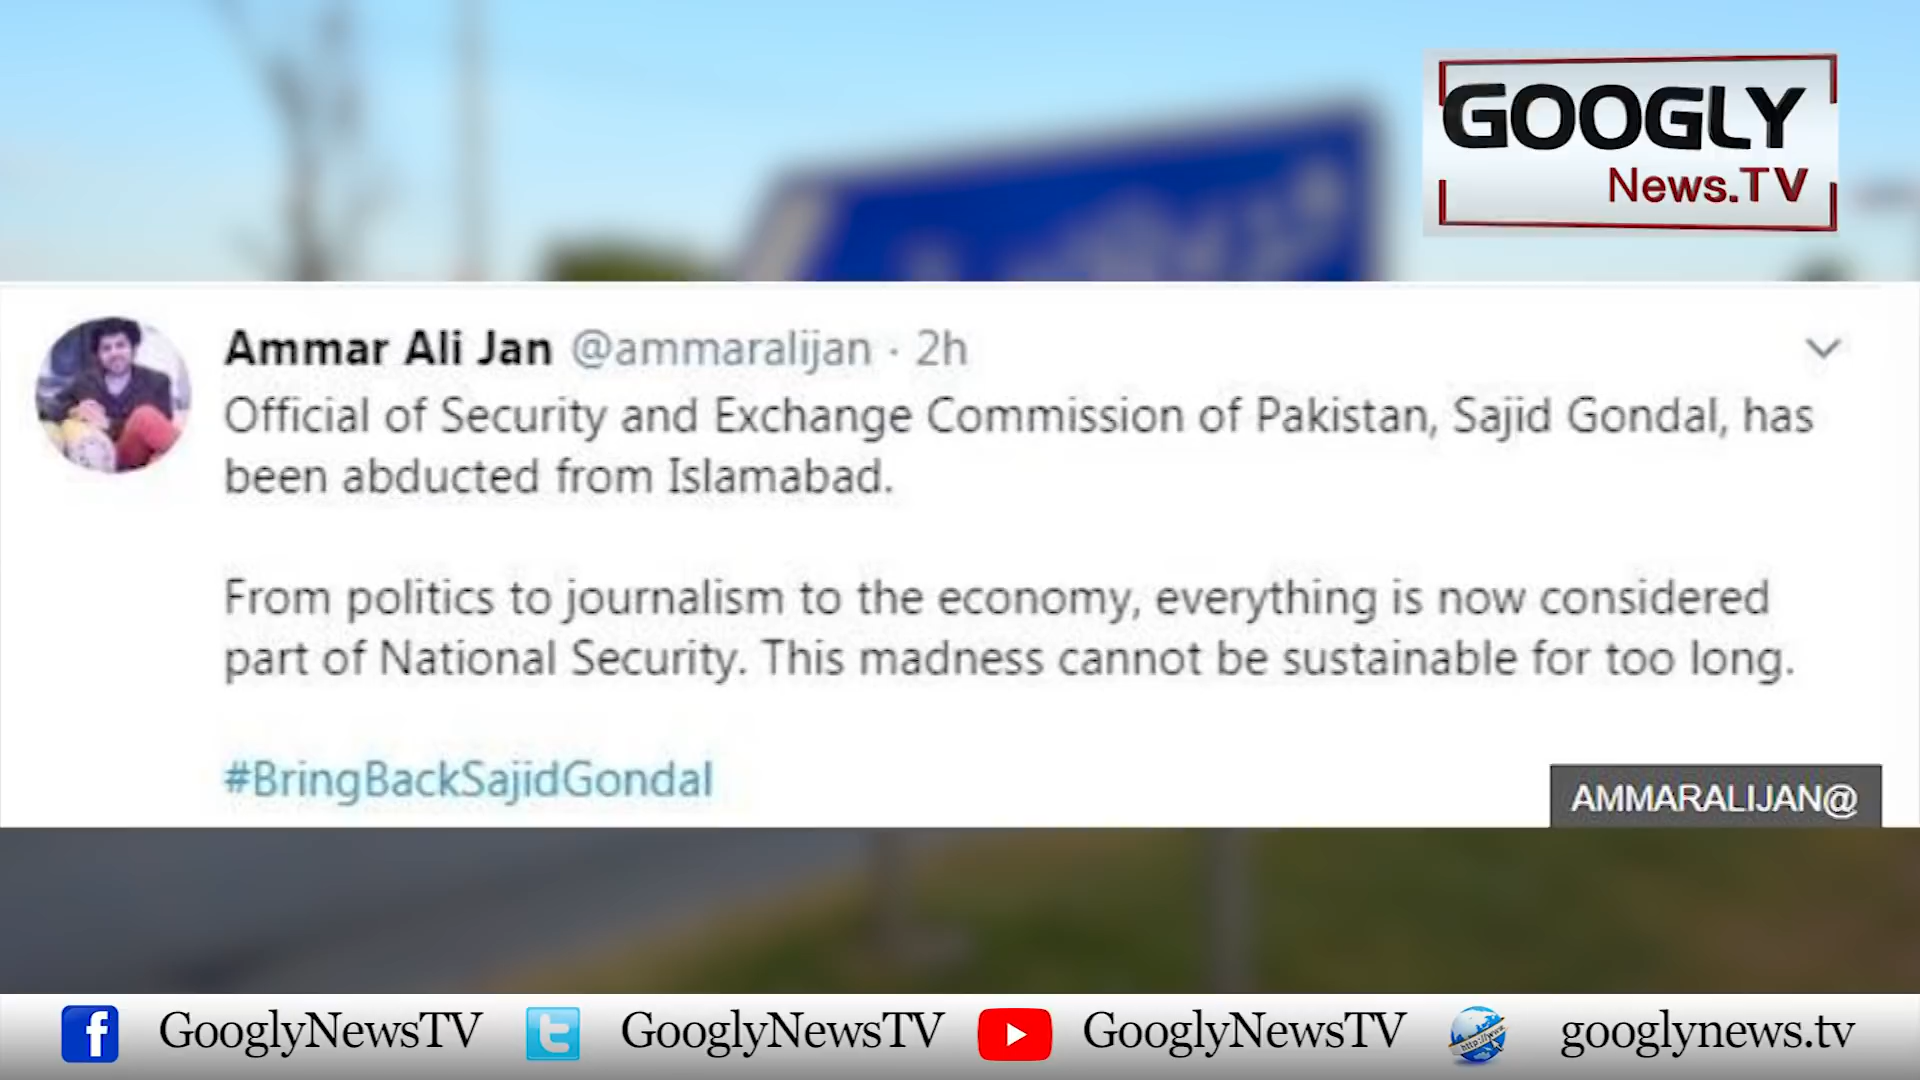 GOOGLY
News.TV
Ammar Ali Jan @ammaralijan · 2h
Official of Security and Exchange Commission of Pakistan, Sajid Gondal, has
been abducted from Islamabad.
From politics to journalism to the economy, everything is now considered
part of National Security. This madness cannot be sustainable for too long.
#BringBackSajidGondal
AMMARALIJAN@
GooglyNewsTV GooglyNewsTV GooglyNewsTV googlynews.tv